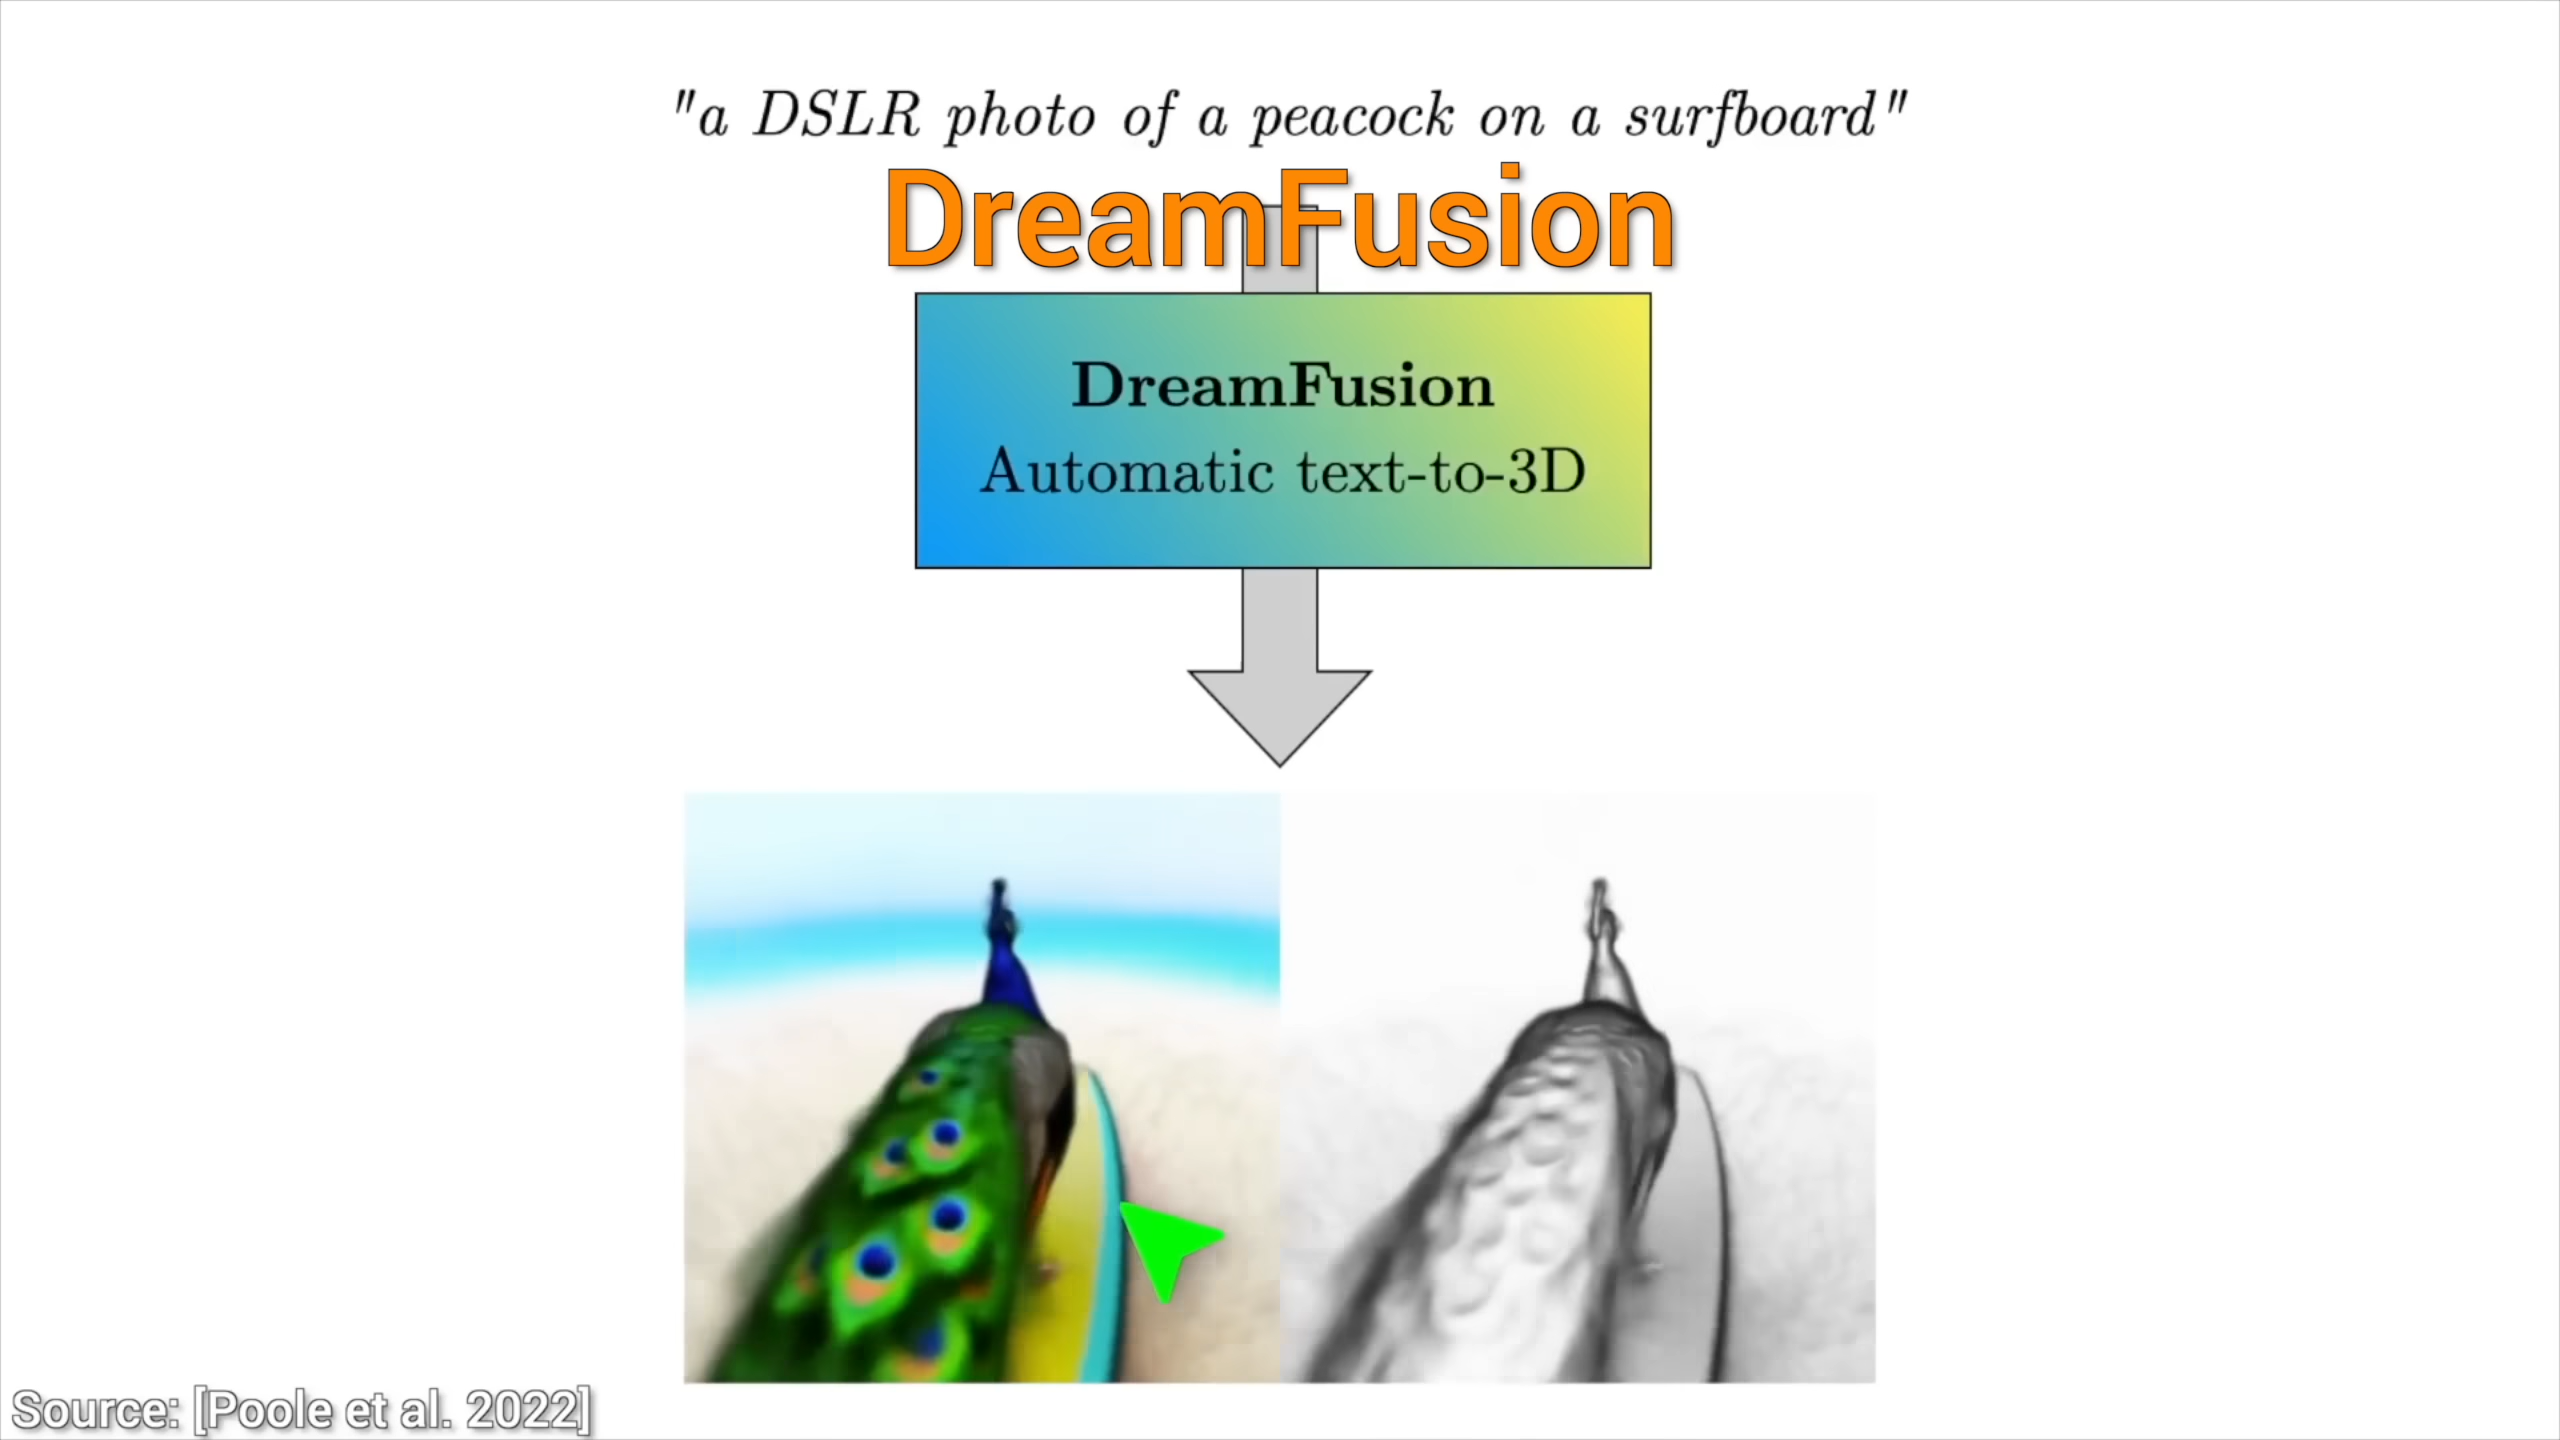 "a DSLR photo of a peacock on a surfboard"
DreamFusion
DreamFusion
Automatic text-to-3D
Source: [Poole et al. 2022]